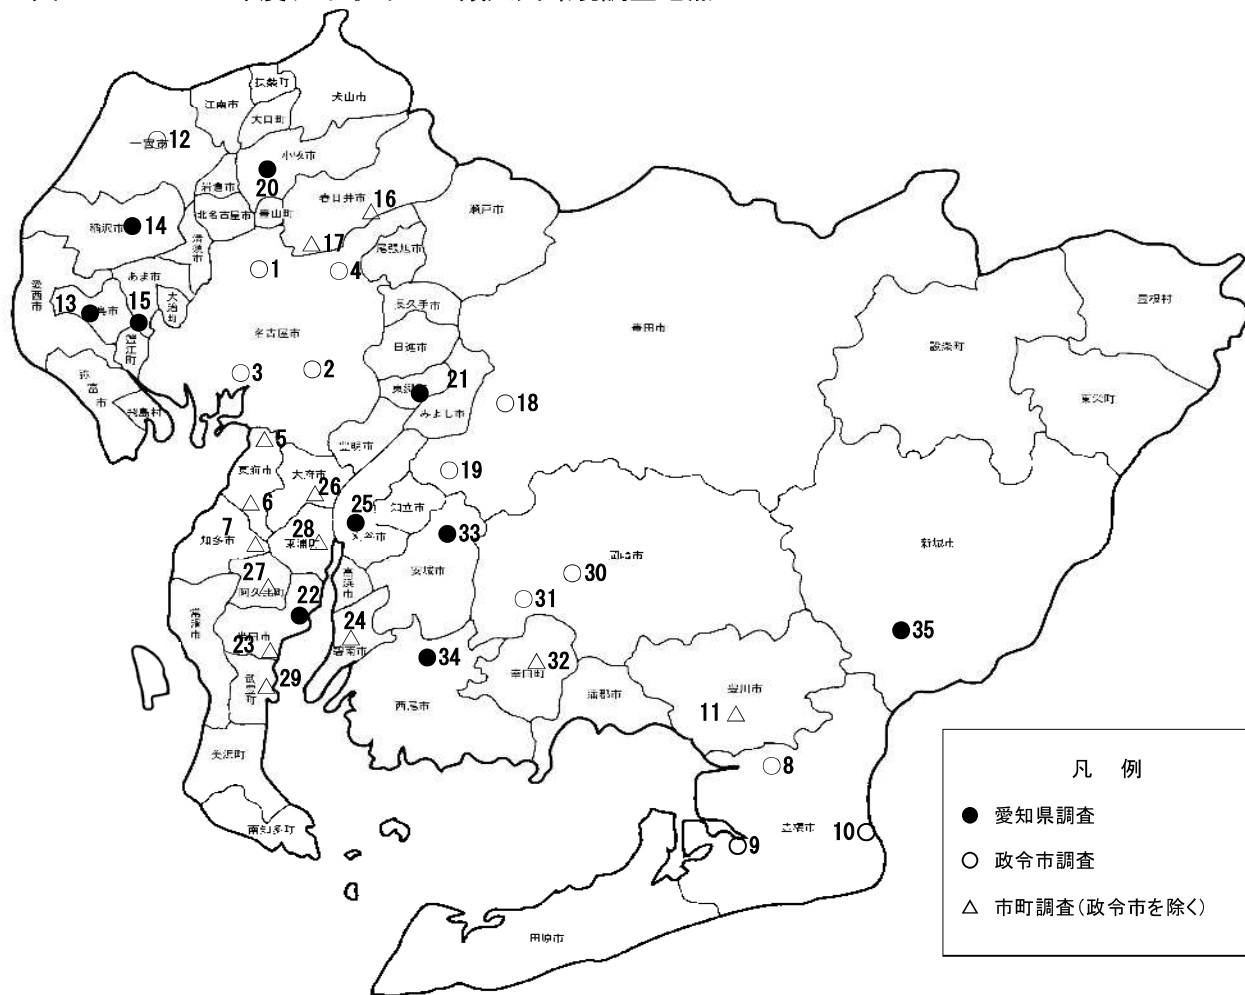 扶桑町
犬山市
江南市
大口町
一宮市
12
小牧市
20
岩倉市
春日井市
16
瀬戸市
稲沢市
14
北名古屋市
豊山町
清須市
17
尾張旭市
1
4
あま市
愛西市
大治町
13
15
長久手市
豊田市
豊根村
設楽町
名古屋市
蟹江町
日進市
3
2
弥富市
東栄町
21
飛島村
みよし市
18
5
豊明市
東海市
大府市
19
26
6
25
知立市
7
28
33
知多市
東浦町
新城市
岡崎市
安城市
高浜市
27
阿久比町
30
22
31
常滑市
24
35
半田市
23
碧南市
34
32
幸田町
29
武豊町
豊川市
蒲郡市
西尾市
11
美浜町
8
凡 例
愛知県調査
南知多町
豊橋市
10
9
政令市調査
市町調査(政令市を除く)
田原市